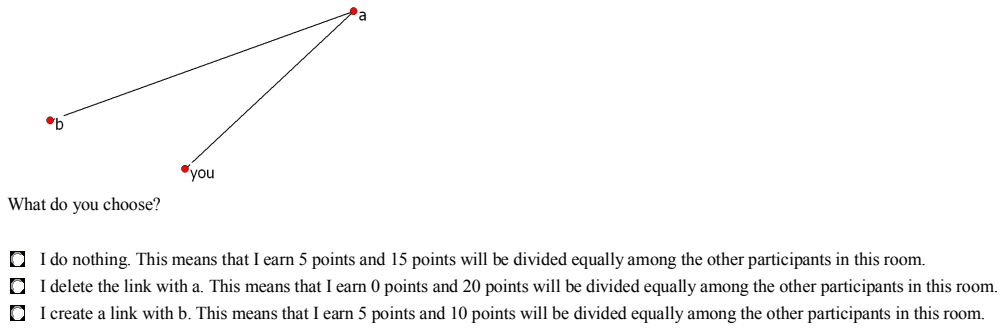 a
b
you
What do you choose?
I do nothing. This means that I earn 5 points and 15 points will be divided equally among the other participants in this room.
I delete the link with a. This means that I earn 0 points and 20 points will be divided equally among the other participants in this room.
I create a link with b. This means that I earn 5 points and 10 points will be divided equally among the other participants in this room.